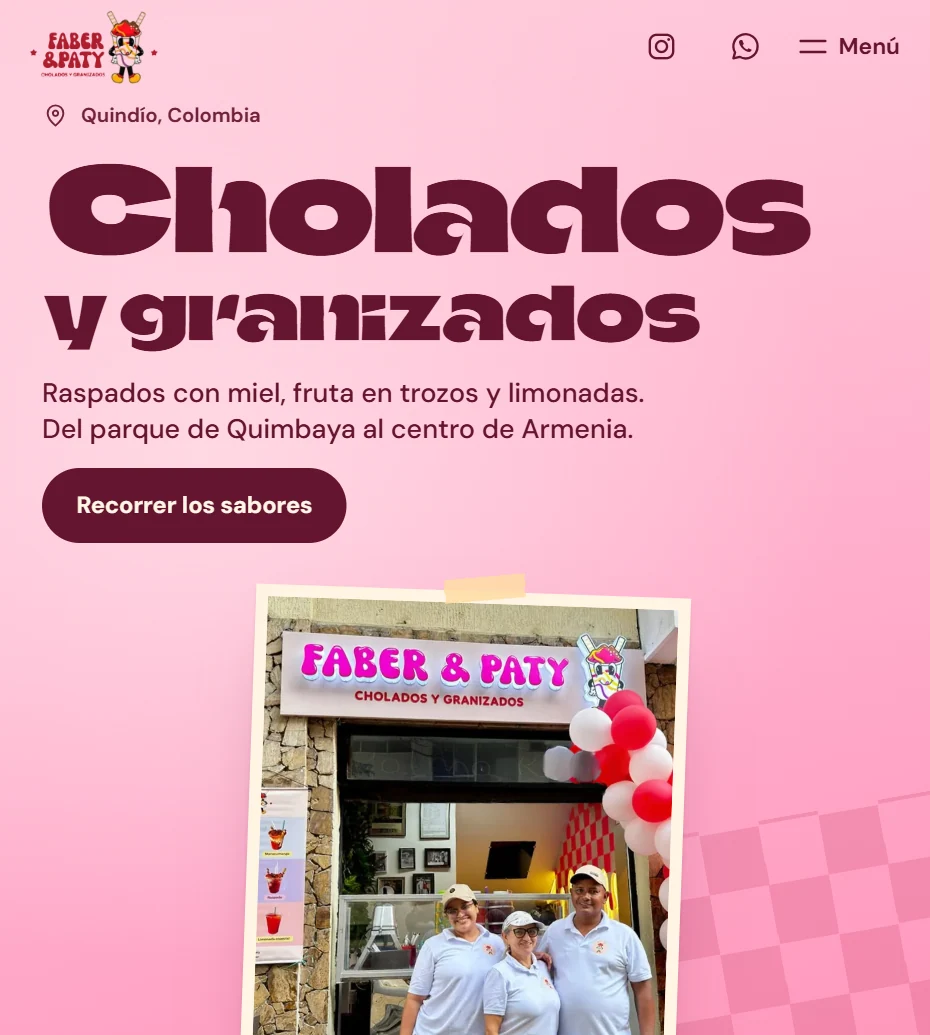 FABER
&PATY
CHOLADOS Y GRANIZADOS
Menú
Quindío, Colombia
Cholados
y granizados
Raspados con miel, fruta en trozos y limonadas.
Del parque de Quimbaya al centro de Armenia.
Recorrer los sabores
FABER & PATY
CHOLADOS Y GRANIZADOS